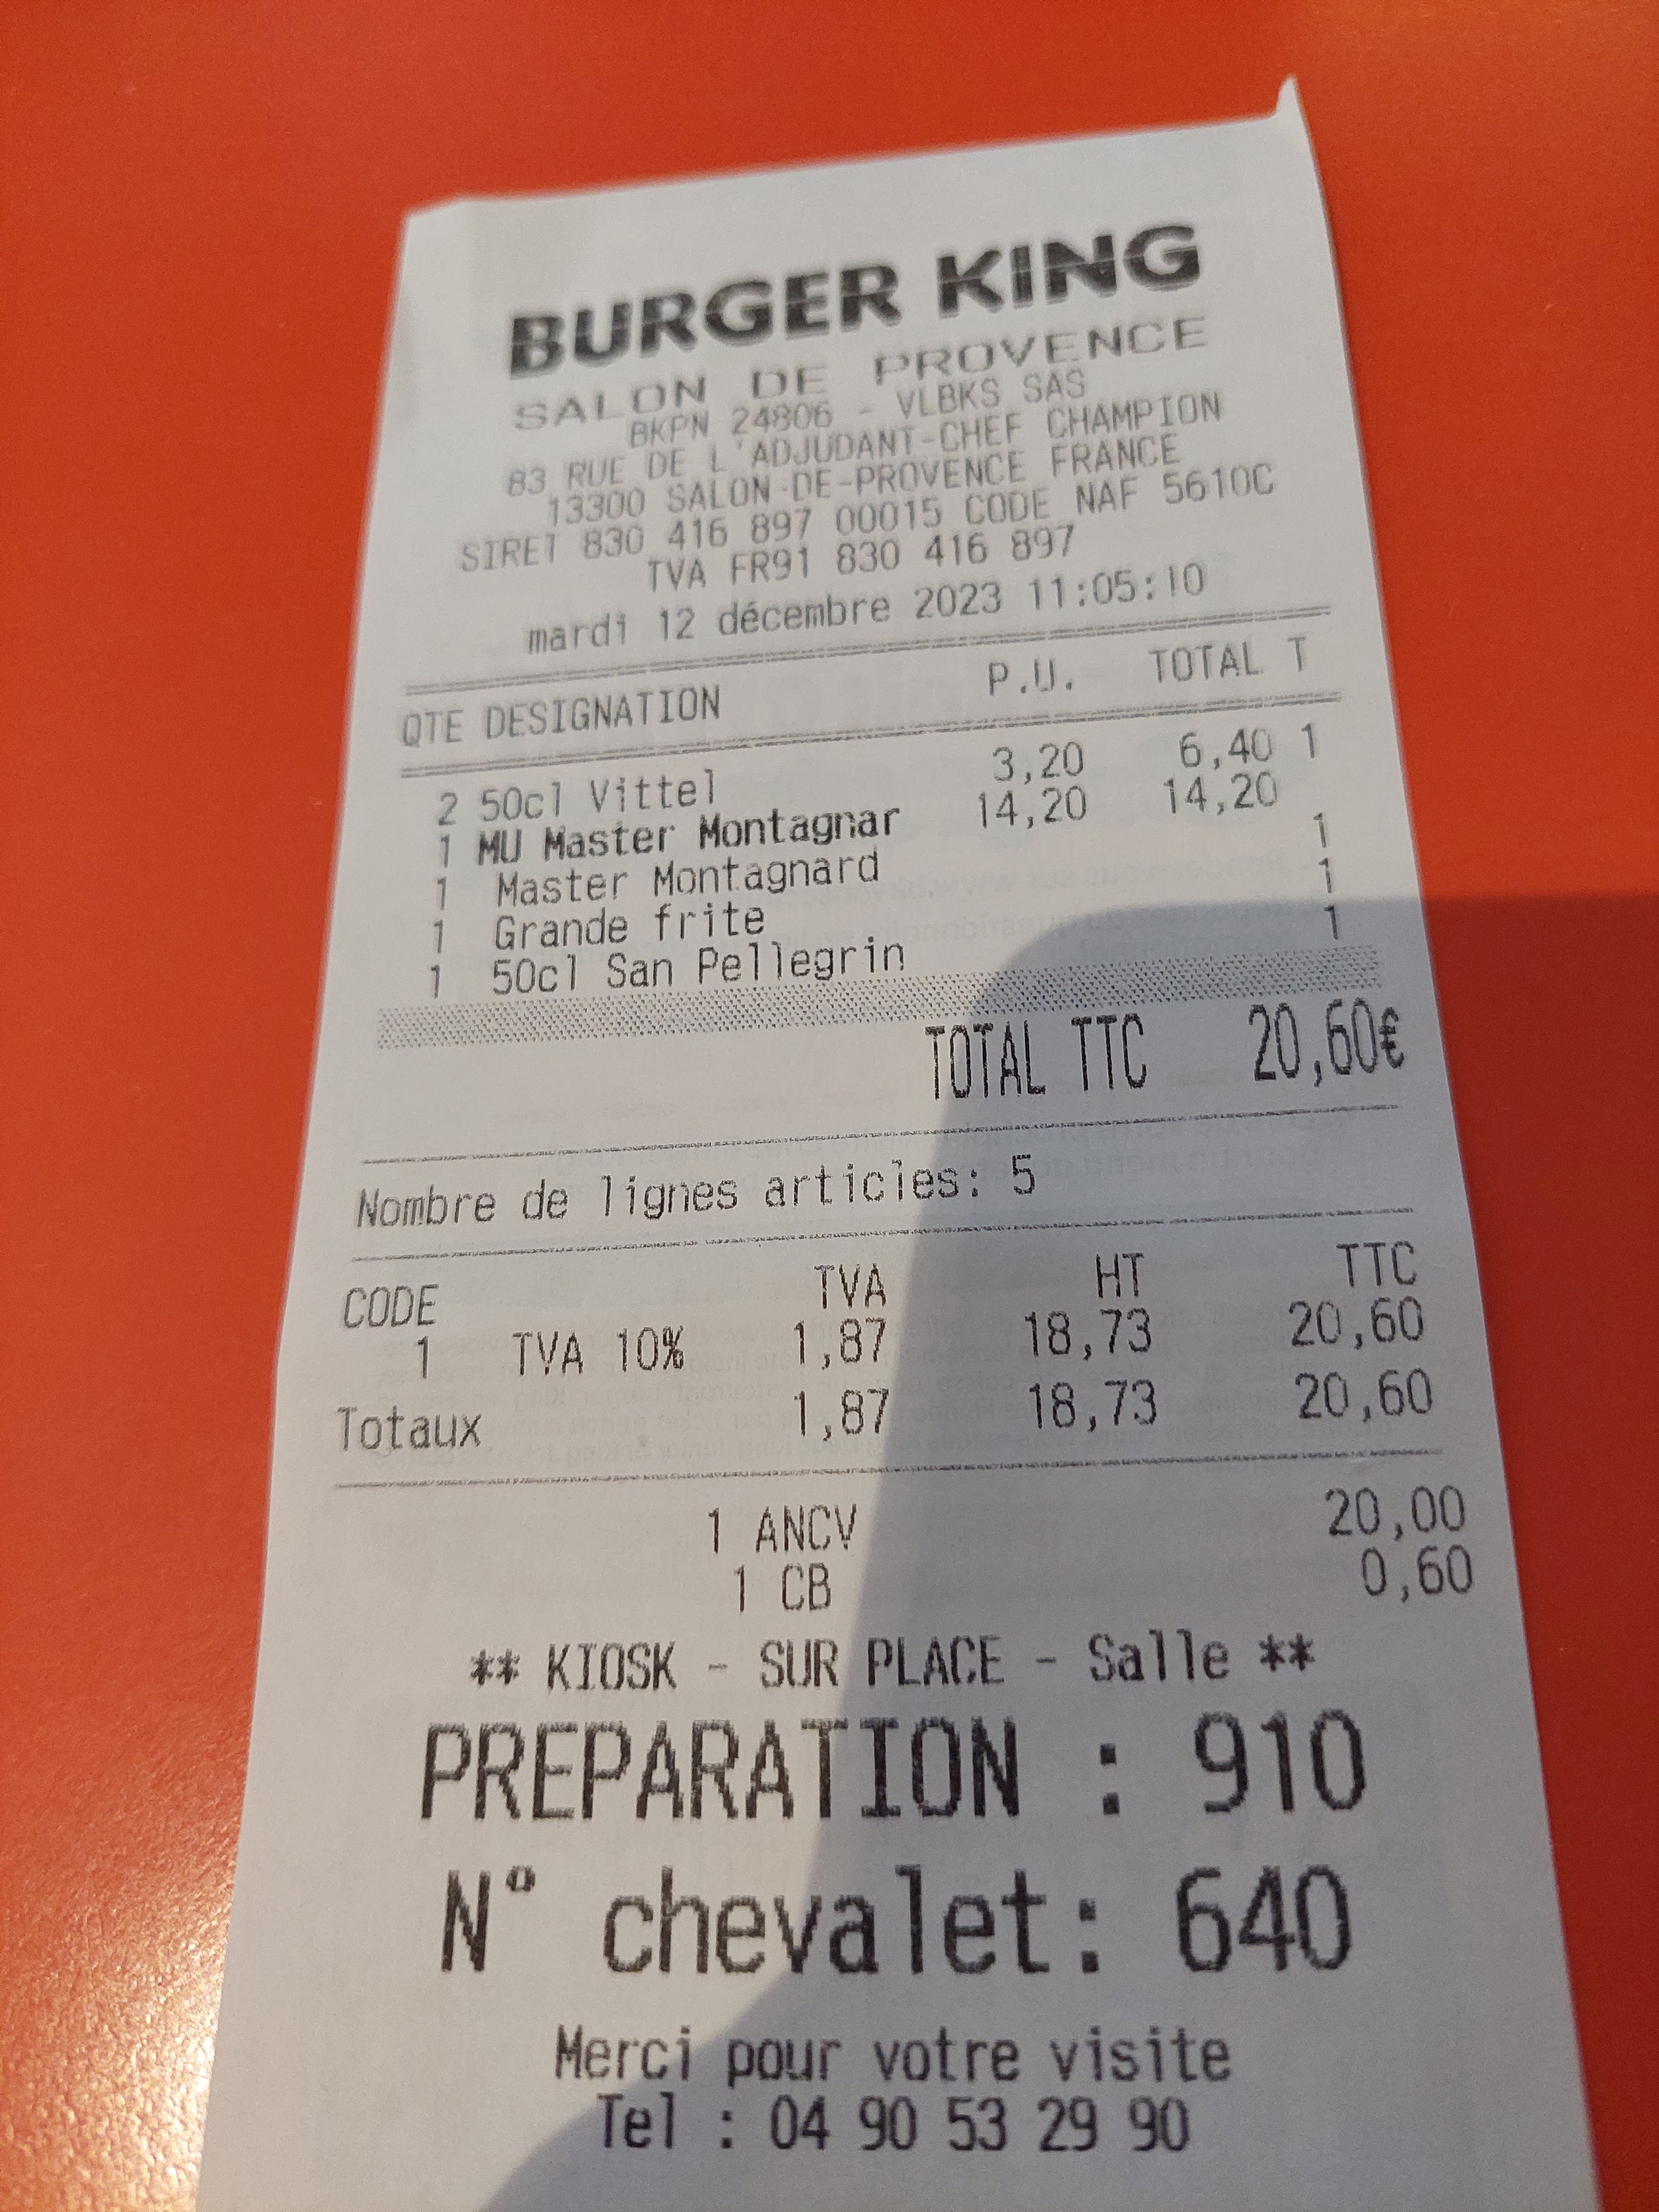 BURGER KING
SALON DE PROVENCE
BKPN 24806 - VLBKS SAS
83 RUE DE L'ADJUDANT-CHEF CHAMPION
13300 SALON-DE-PROVENCE FRANCE
SIRET 830 416 897 00015 CODE NAF 5610C
TVA FR91 830 416 897
mardi 12 décembre 2023 11:05:10
QTE DESIGNATION P.U. TOTAL T
2 50cl Vittel 3,20 6,40 1
1 MU Master Montagnar 14,20 14,20
1 Master Montagnard 1
1 Grande frite 1
1 50cl San Pellegrin 1
TOTAL TTC 20,60€
Nombre de lignes articles: 5
CODE TVA HT TTC
1 TVA 10% 1,87 18,73 20,60
Totaux 1,87 18,73 20,60
1 ANCV 20,00
1 CB 0,60
** KIOSK - SUR PLACE - Salle **
PREPARATION : 910
N° chevalet: 640
Merci pour votre visite
Tel : 04 90 53 29 90